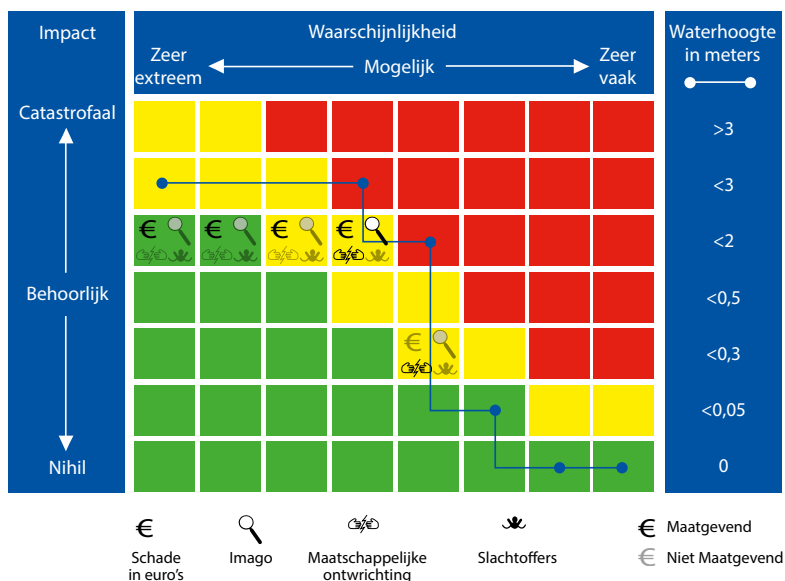 Impact
Waarschijnlijkheid
Zeer
extreem
Mogelijk
Zeer
vaak
Waterhoogte
in meters
Catastrofaal
Behoorlijk
Nihil
>3
<3
<2
<0,5
<0,3
<0,05
0
€
€
€
€
€
€
Schade
in euro's
Imago
Maatschappelijke
ontwrichting
Slachtoffers
€ Maatgevend
€ Niet Maatgevend